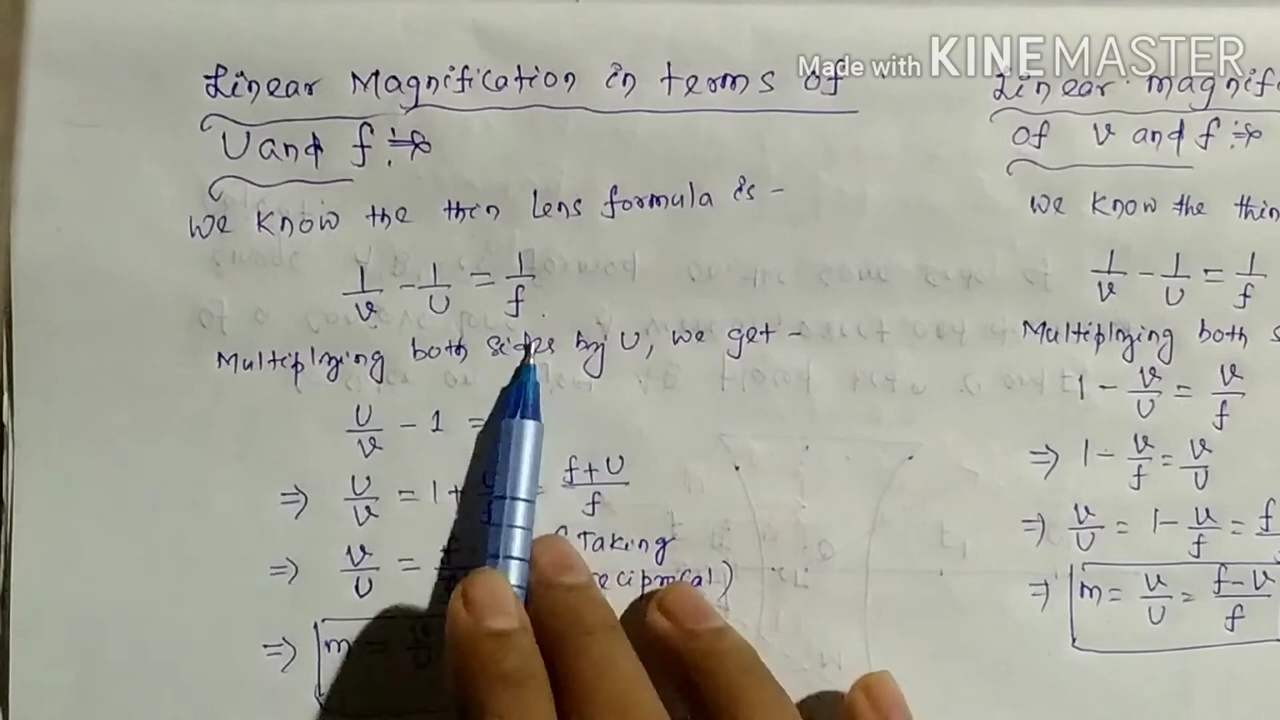 Made with KINEMASTER
Linear Magnification in terms of
U and f :⇒
We know the thin lens formula is -
1/v - 1/U = 1/f
Multiplying both sides by U, we get -
U/v - 1 =
⇒ U/v = 1 + U/f = f+U/f
⇒ v/U = (Taking
reciprocal)
⇒ m =
Linear magnif
of v and f :⇒
We know the thin
1/v - 1/U = 1/f
Multiplying both s
1 - v/U = v/f
⇒ 1 - v/f = v/U
⇒ v/U = 1 - v/f = f
⇒ m = v/U = f-v/f